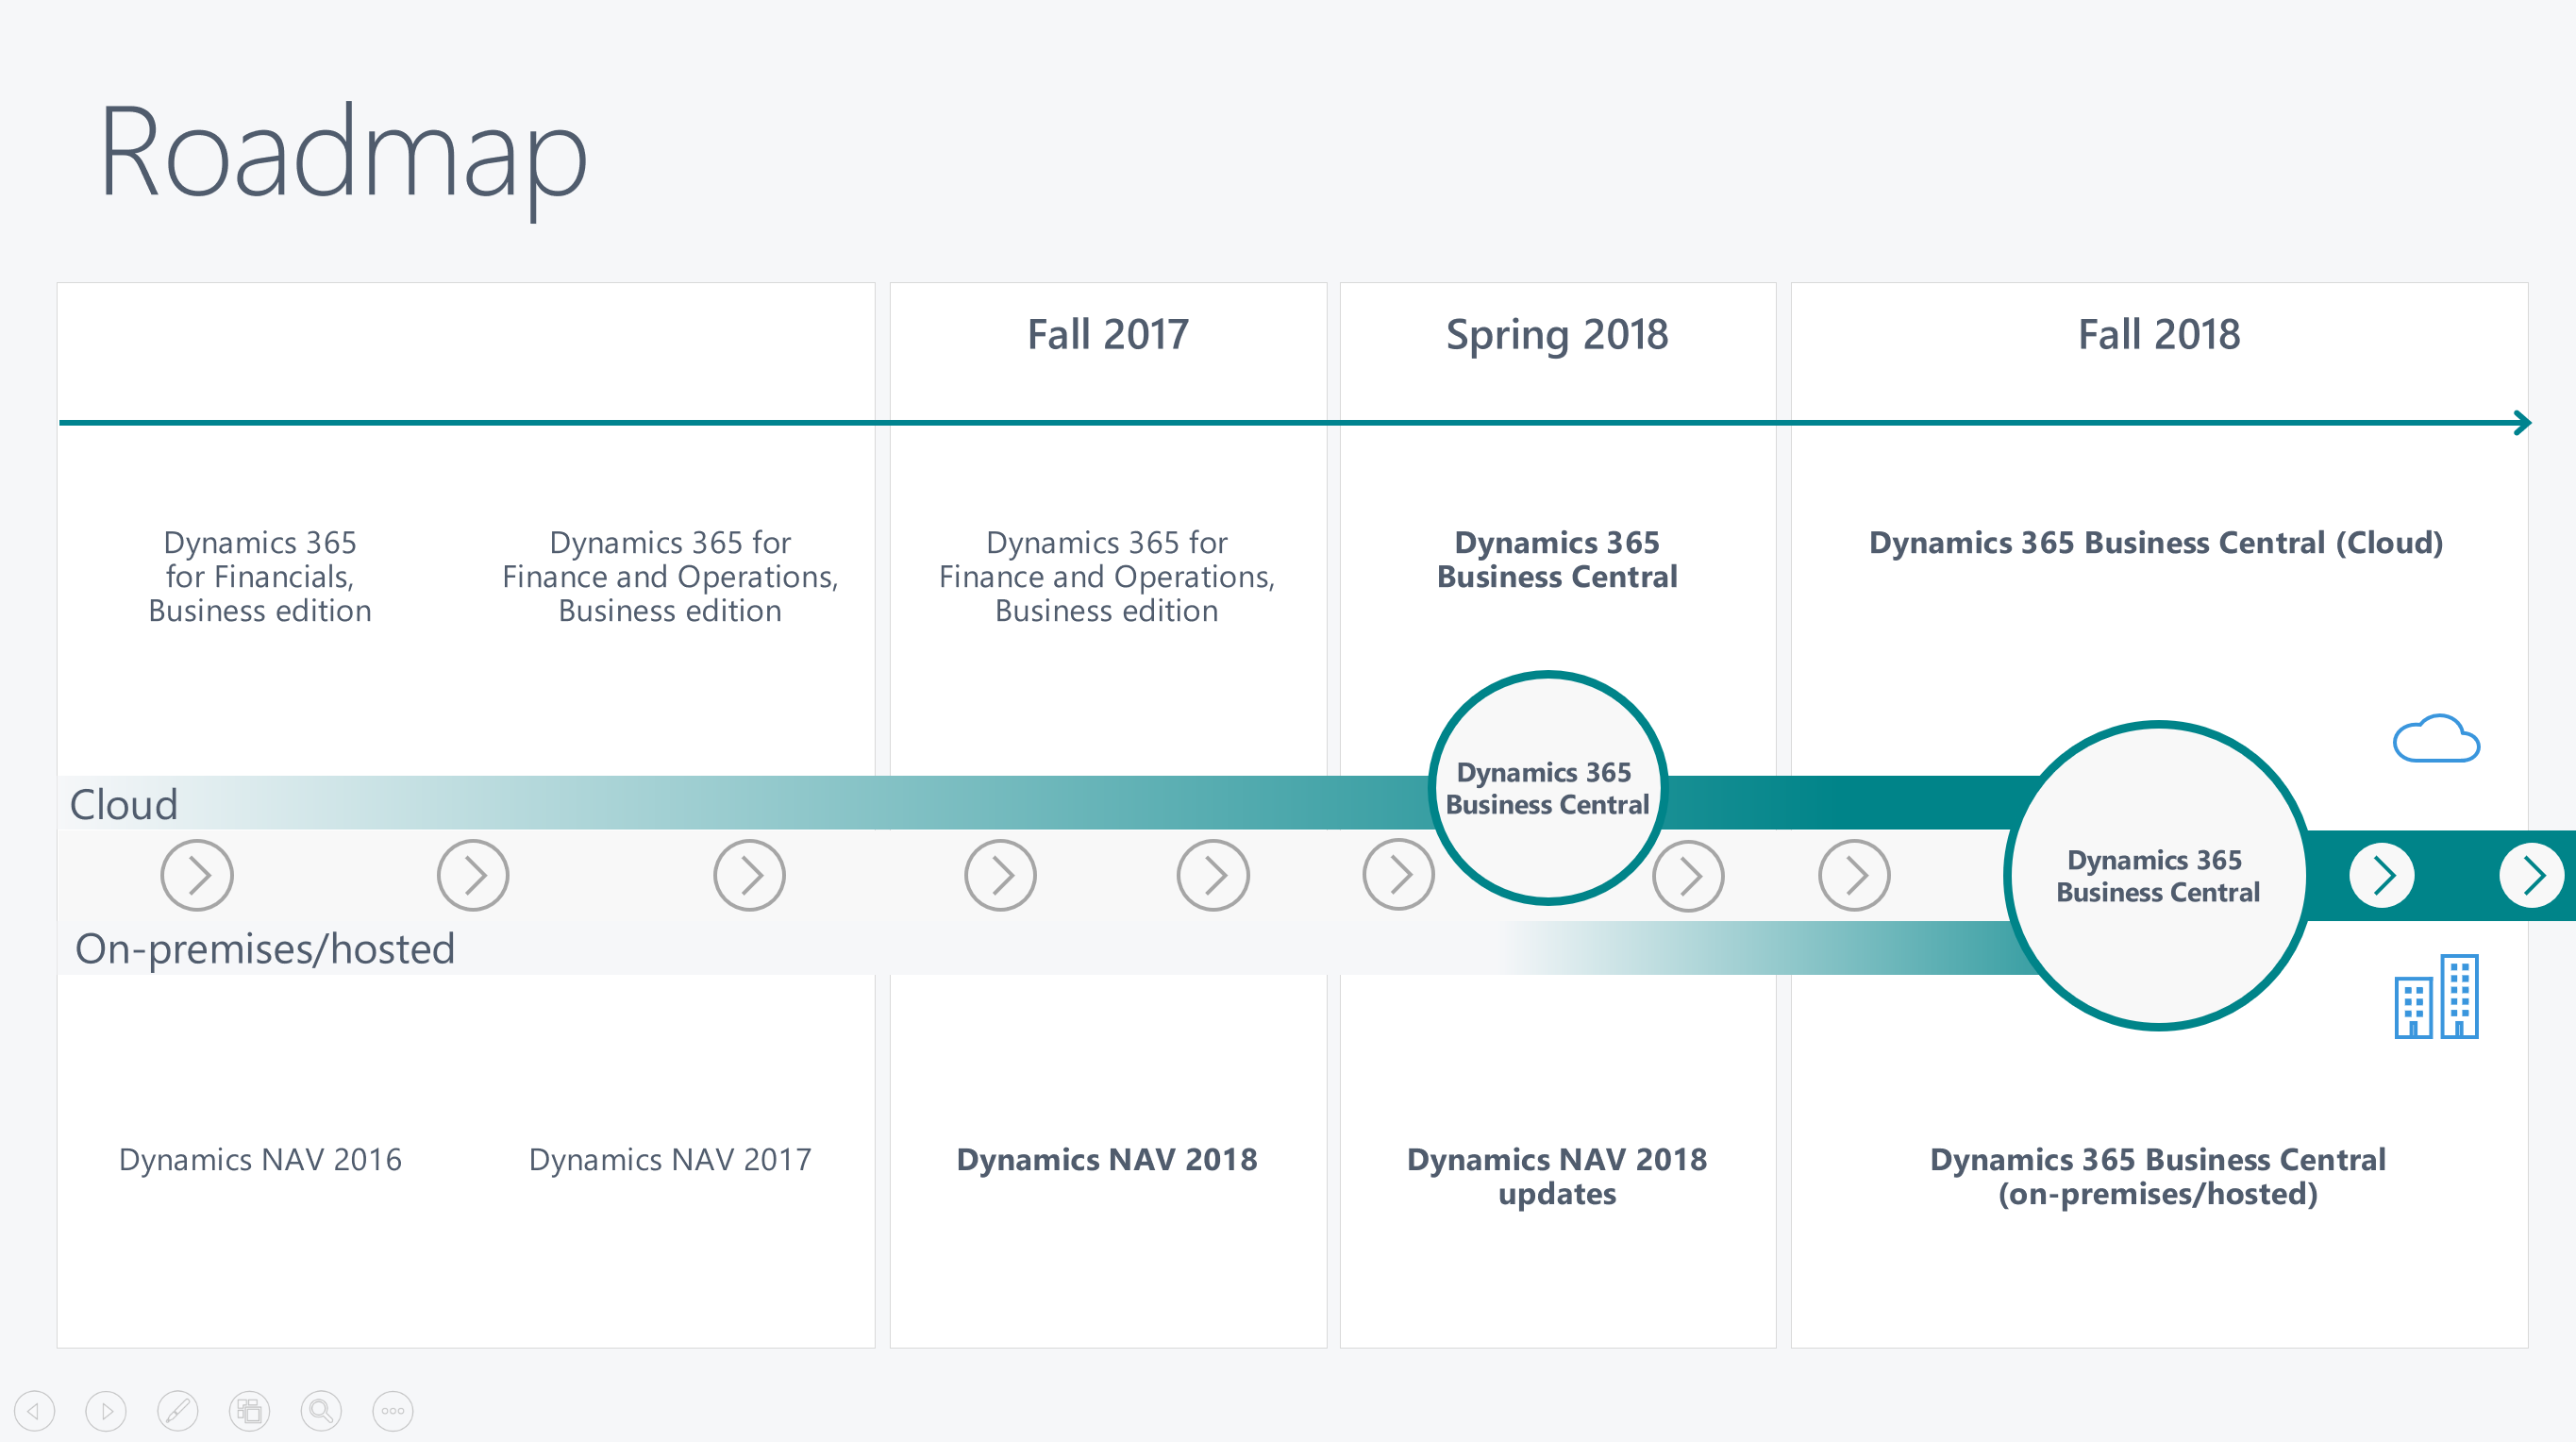 Roadmap
Fall 2017
Spring 2018
Fall 2018
Dynamics 365
for Financials,
Business edition
Dynamics 365 for
Finance and Operations,
Business edition
Dynamics 365 for
Finance and Operations,
Business edition
Dynamics 365
Business Central
Dynamics 365 Business Central (Cloud)
Cloud
Dynamics 365
Business Central
Dynamics 365
Business Central
On-premises/hosted
Dynamics NAV 2016
Dynamics NAV 2017
Dynamics NAV 2018
Dynamics NAV 2018
updates
Dynamics 365 Business Central
(on-premises/hosted)